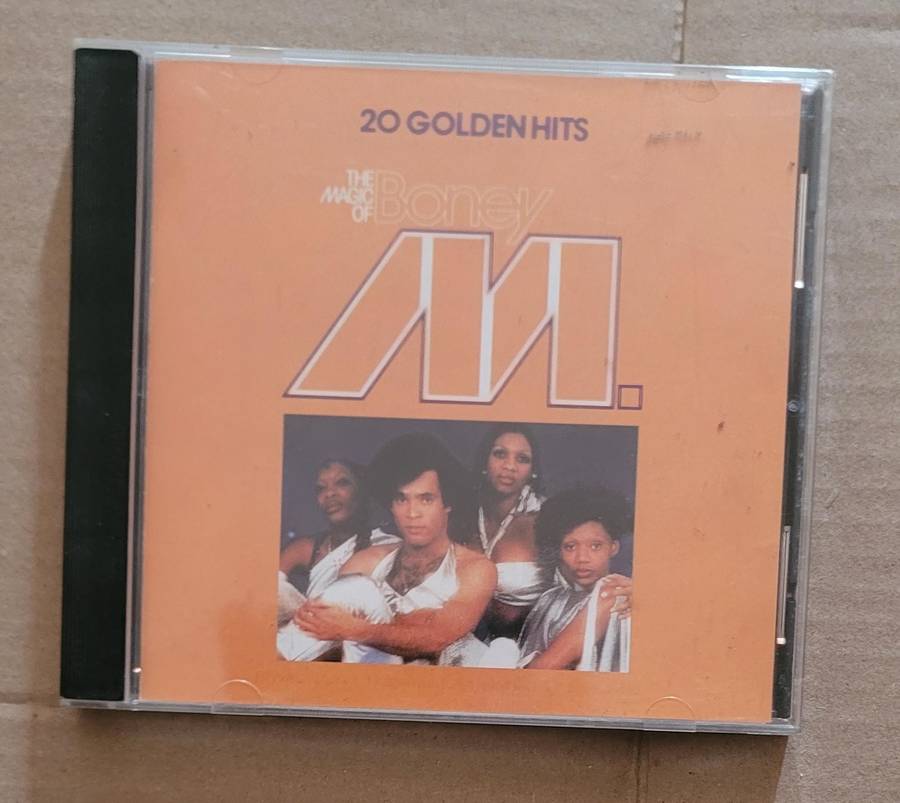 20 GOLDEN HITS
THE
MAGIC
OF
Boney
M.